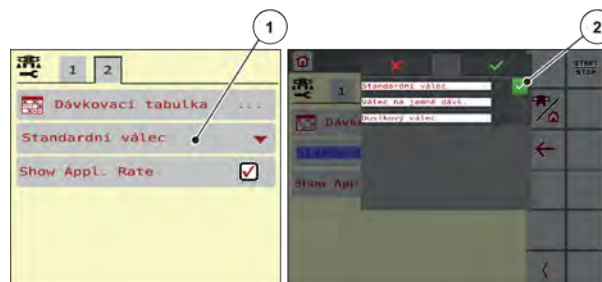 1
2
1 2
Dávkovací tabulka ...
Standardní válec
Show Appl. Rate
START
STOP
1
Standardní válec
Válec na jemné dávk.
Dusíkový válec
Dávk
Show Appl